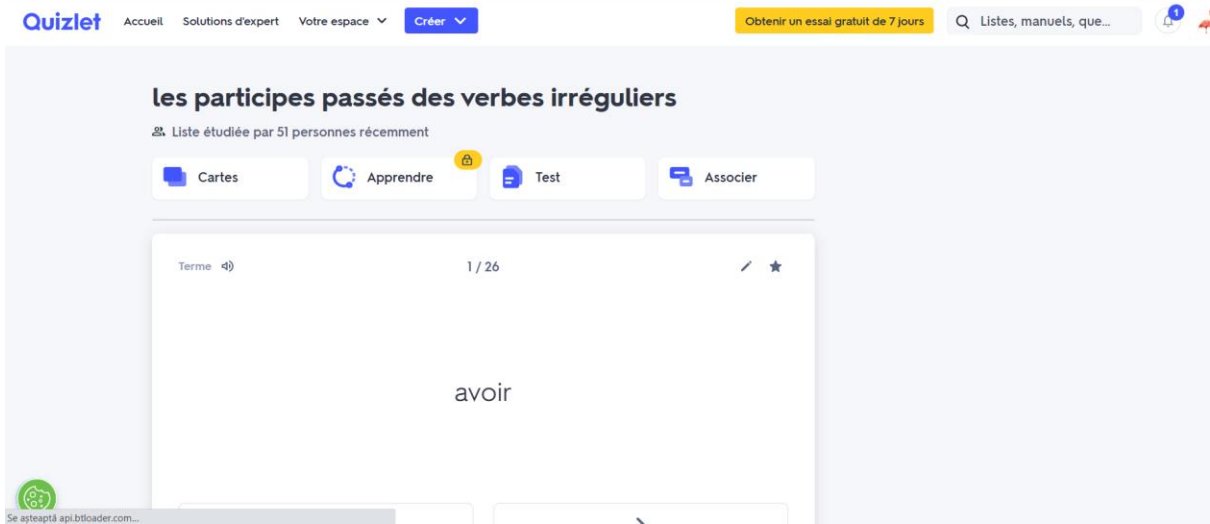 Quizlet Accueil Solutions d'expert Votre espace Créer Obtenir un essai gratuit de 7 jours Listes, manuels, que... 1
les participes passés des verbes irréguliers
Liste étudiée par 51 personnes récemment
Cartes Apprendre Test Associer
Terme 1 / 26
avoir
Se așteaptă api.btloader.com...